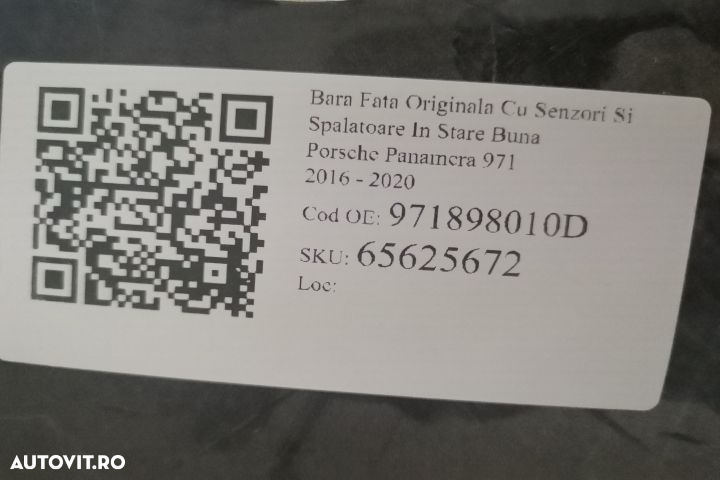 Bara Fata Originala Cu Senzori Si
Spalatoare In Stare Buna
Porsche Panamera 971
2016 - 2020
Cod OE: 971898010D
SKU: 65625672
Loc:
AUTOVIT.RO